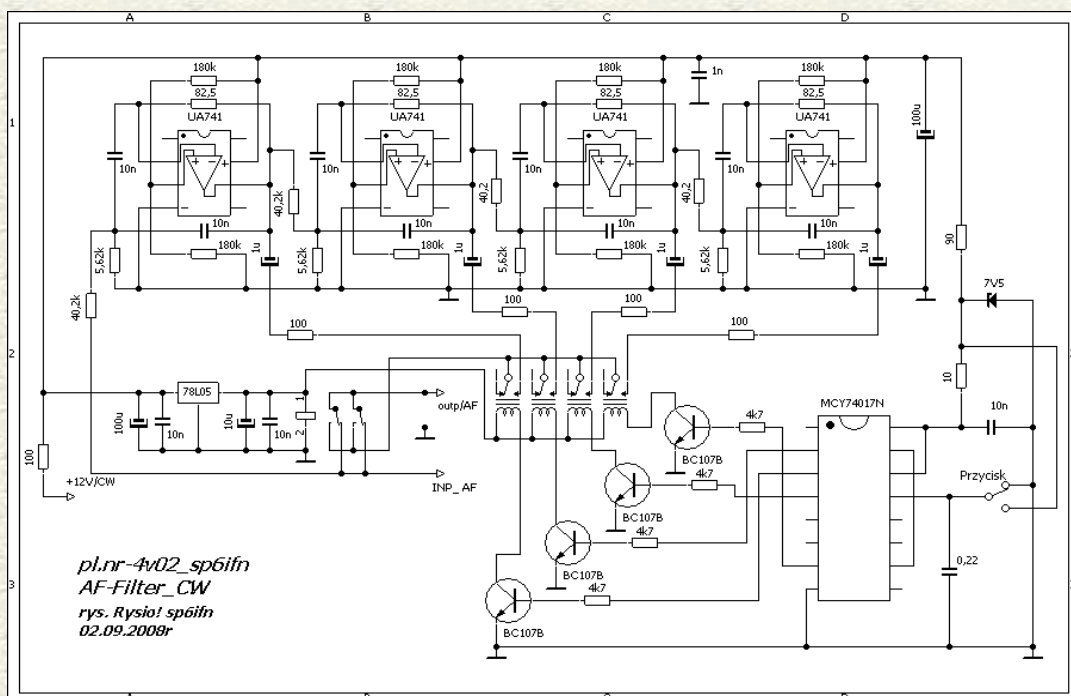 A B C D
180k 180k 180k 180k
1n
82,5 82,5 82,5 82,5
UA741 UA741 UA741 UA741
1 100u
10n 10n 10n 10n
40,2k 40,2 40,2
10n 10n 10n 10n
5,62k 180k 1u 5,62k 180k 1u 5,62k 180k 1u 5,62k 180k 1u
90
7V5
40,2k
100 100
100 100
2
10
78L05
1
outp/AF
MCY74017N
100u 10n 10u 10n 2
4k7
10n
100
+12V/CW
INP_ AF
BC107B
4k7
Przycisk
BC107B
4k7
pl.nr-4v02_sp6ifn
BC107B
0,22
AF-Filter_CW
3
4k7
rys. Rysio! sp6ifn
02.09.2008r
BC107B